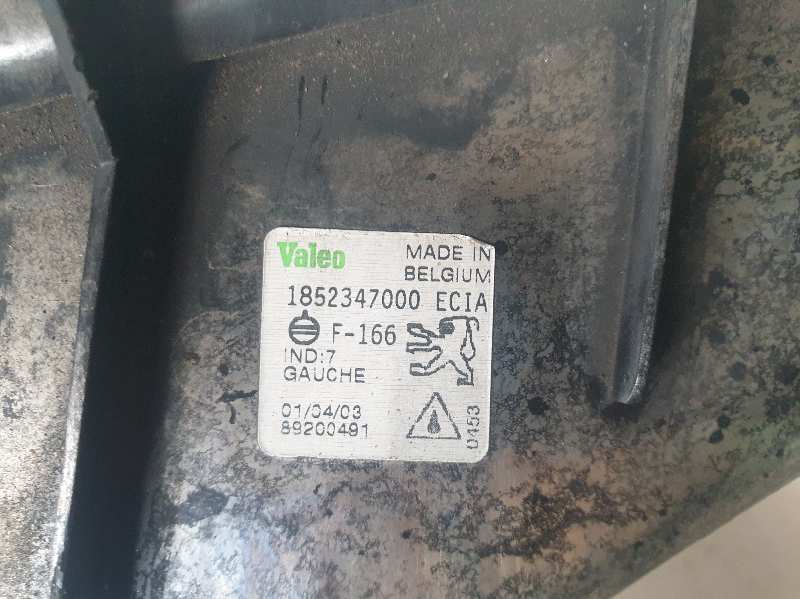 Valeo
MADE IN
BELGIUM
1852347000 ECIA
F-166
IND:7
GAUCHE
01/04/03
89200491
0453